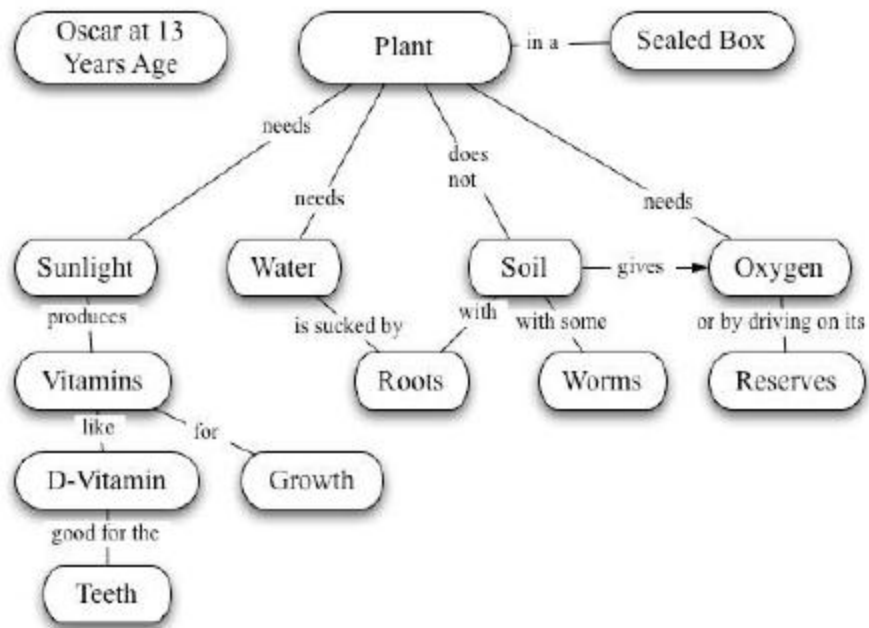 Oscar at 13
Years Age
Plant
in a
Sealed Box
needs
needs
does
not
needs
Sunlight
Water
Soil
gives
Oxygen
produces
is sucked by
with
with some
or by driving on its
Vitamins
Roots
Worms
Reserves
like
for
D-Vitamin
Growth
good for the
Teeth